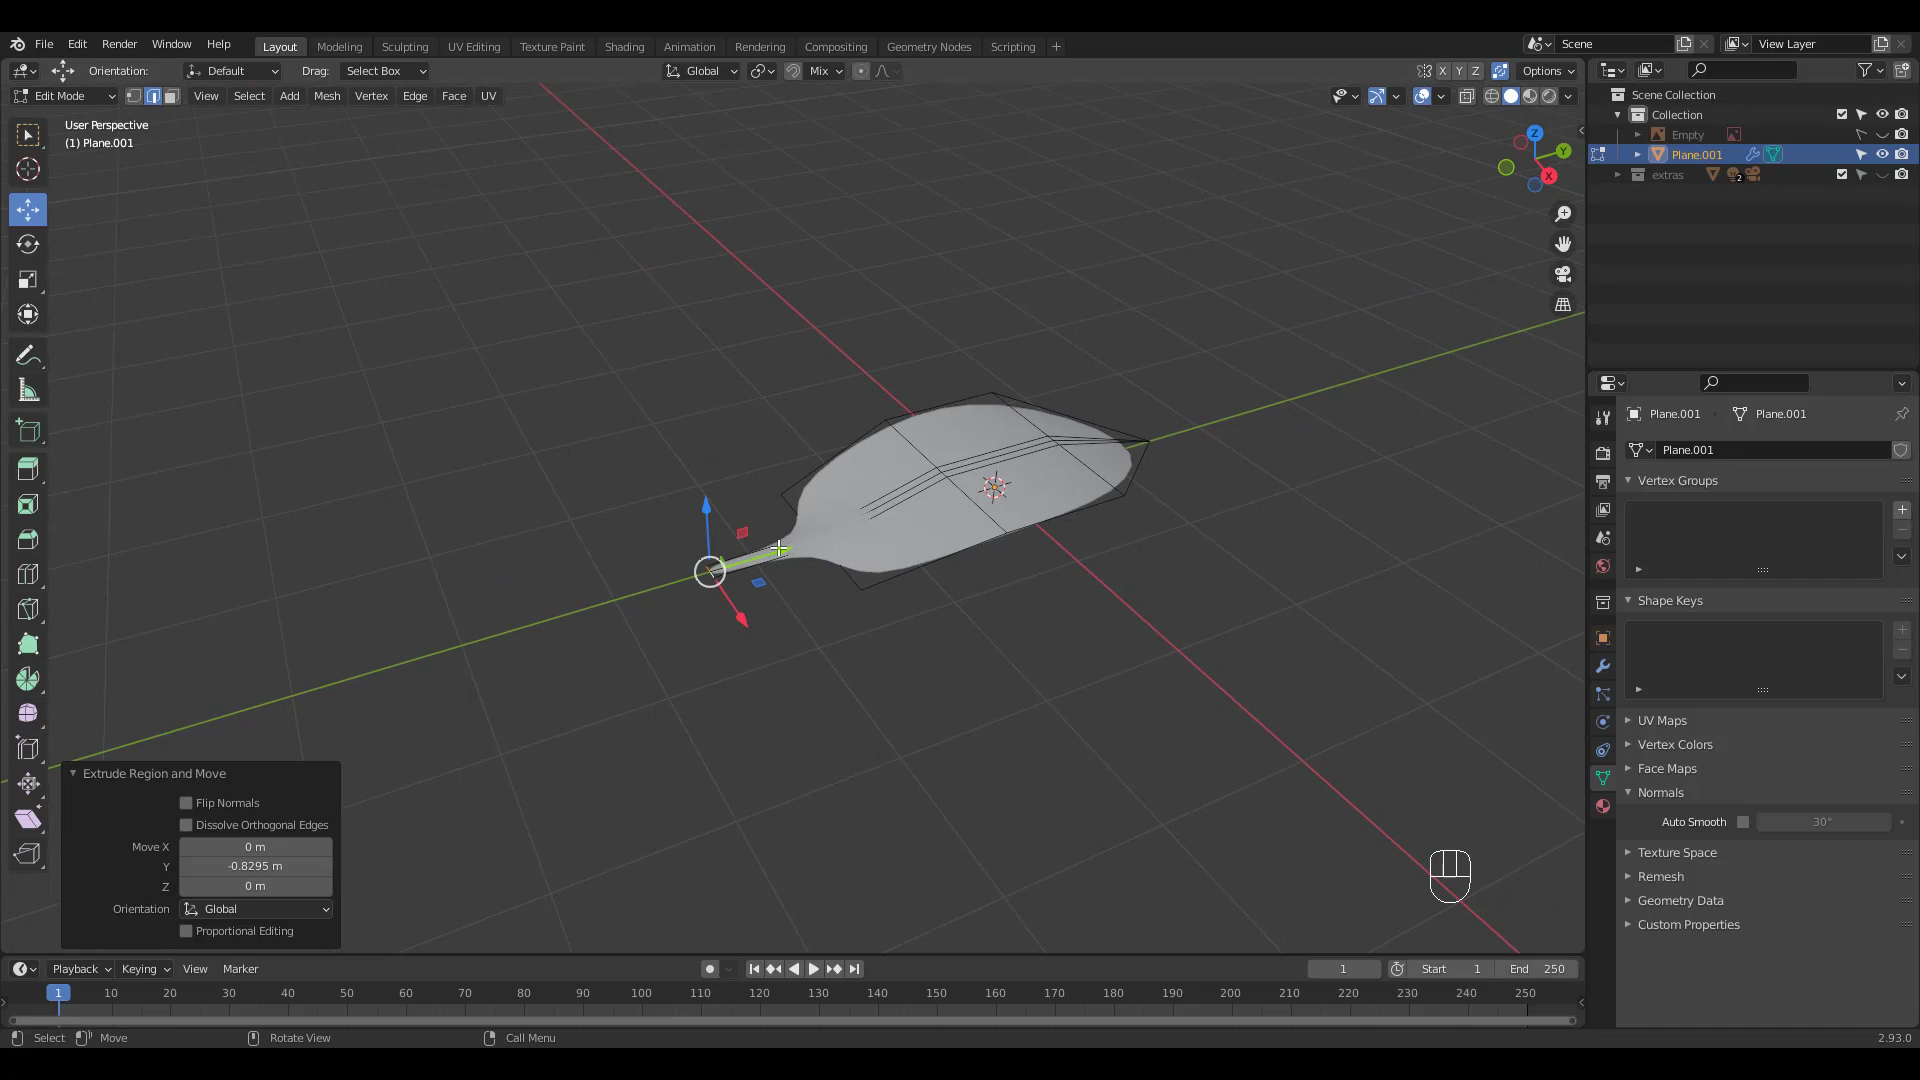 File Edit Render Window Help
Layout Modeling Sculpting UV Editing Texture Paint Shading Animation Rendering Compositing Geometry Nodes Scripting +
Scene
View Layer
Orientation: Default Drag: Select Box
Global Mix
X Y Z Options
Edit Mode View Select Add Mesh Vertex Edge Face UV
User Perspective
(1) Plane.001
Z
Y
X
Scene Collection
Collection
Empty
Plane.001
extras 2
Plane.001 Plane.001
Plane.001
Vertex Groups
Shape Keys
UV Maps
Vertex Colors
Face Maps
Normals
Auto Smooth 30°
Texture Space
Remesh
Geometry Data
Custom Properties
Extrude Region and Move
Flip Normals
Dissolve Orthogonal Edges
Move X 0 m
Y -0.8295 m
Z 0 m
Orientation Global
Proportional Editing
Playback Keying View Marker
1 Start 1 End 250
1 10 20 30 40 50 60 70 80 90 100 110 120 130 140 150 160 170 180 190 200 210 220 230 240 250
Select Move Rotate View Call Menu 2.93.0